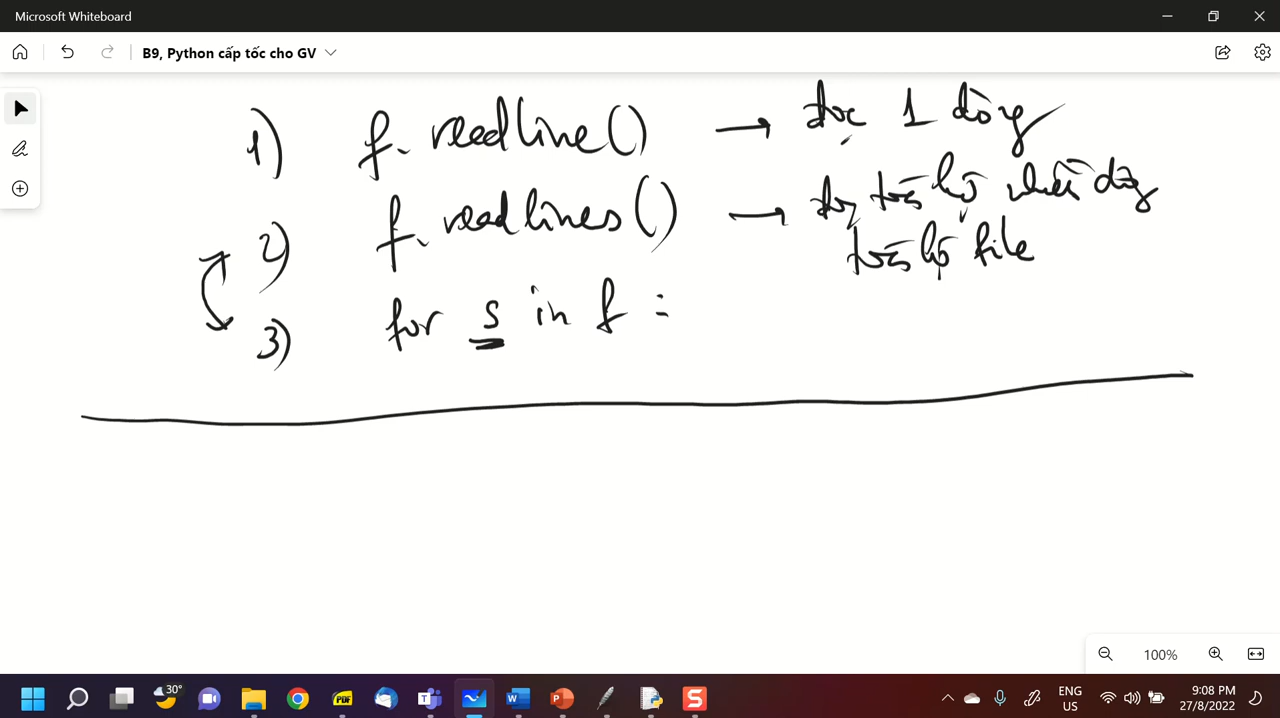 Microsoft Whiteboard
B9, Python cấp tốc cho GV
1) f.readline() → đọc 1 dòng
2) f.readlines() → đọc toàn bộ nhiều dòng
toàn bộ file
3) for s in f :
100%
30°
ENG
US
9:08 PM
27/8/2022